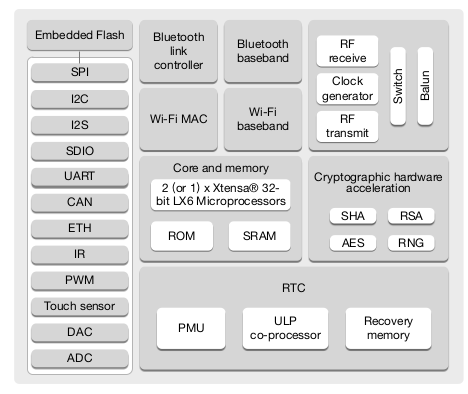 Embedded Flash
SPI
I2C
I2S
SDIO
UART
CAN
ETH
IR
PWM
Touch sensor
DAC
ADC
Bluetooth
link
controller
Bluetooth
baseband
Wi-Fi MAC
Wi-Fi
baseband
RF
receive
Clock
generator
RF
transmit
Switch
Balun
Core and memory
2 (or 1) x Xtensa® 32-
bit LX6 Microprocessors
ROM
SRAM
Cryptographic hardware
acceleration
SHA
RSA
AES
RNG
RTC
PMU
ULP
co-processor
Recovery
memory